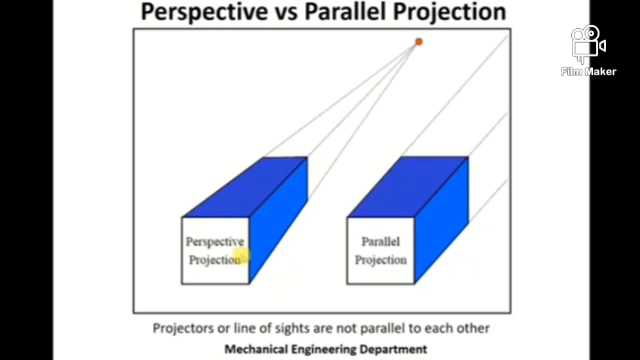 Perspective vs Parallel Projection
Film Maker
Perspective
Projection
Parallel
Projection
Projectors or line of sights are not parallel to each other
Mechanical Engineering Department